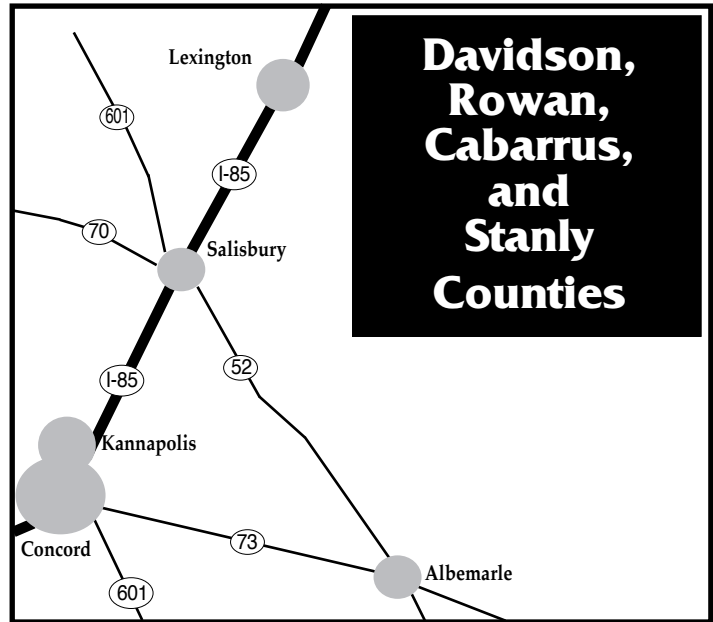 Lexington
Davidson,
Rowan,
Cabarrus,
and
Stanly
Counties
601
I-85
70
Salisbury
I-85
52
Kannapolis
Concord
73
Albemarle
601